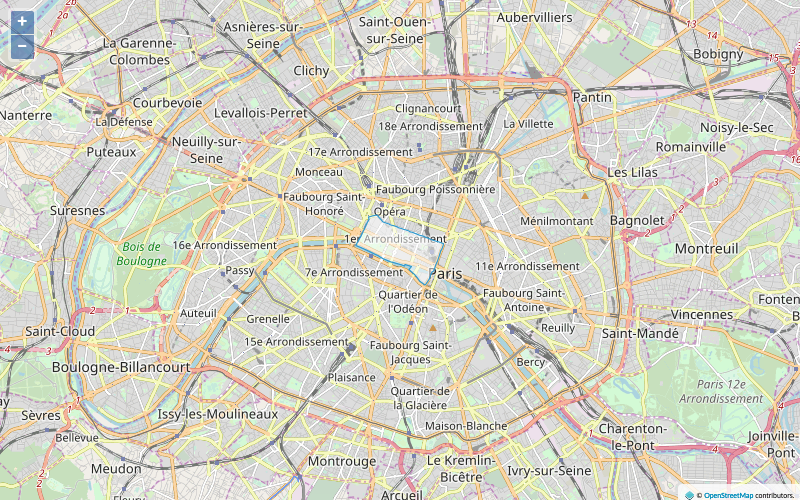 +
−
Asnières-sur-
Seine
Saint-Ouen-
sur-Seine
Aubervilliers
La Garenne-
Colombes
Bobigny
Clichy
Courbevoie
Levallois-Perret
Clignancourt
Pantin
Nanterre
La Défense
18e Arrondissement
La Villette
Noisy-le-Sec
Puteaux
Neuilly-sur-
Seine
17e Arrondissement
Romainville
Monceau
Les Lilas
Faubourg Poissonnière
Suresnes
Faubourg Saint-
Honoré
Opéra
Ménilmontant
Bagnolet
Bois de
Boulogne
16e Arrondissement
1er Arrondissement
Montreuil
Passy
7e Arrondissement
Paris
11e Arrondissement
Quartier de
l'Odéon
Faubourg Saint-
Antoine
Fonten
Bo
Auteuil
Grenelle
Vincennes
Saint-Cloud
Reuilly
Saint-Mandé
15e Arrondissement
Faubourg Saint-
Jacques
Boulogne-Billancourt
Bercy
Plaisance
Paris 12e
Arrondissement
Quartier de
la Glacière
Sèvres
Issy-les-Moulineaux
Maison-Blanche
Charenton-
le-Pont
Joinville-
Pont
Bellevue
Montrouge
Le Kremlin-
Bicêtre
Meudon
Ivry-sur-Seine
Fleury
Arcueil
© OpenStreetMap contributors.